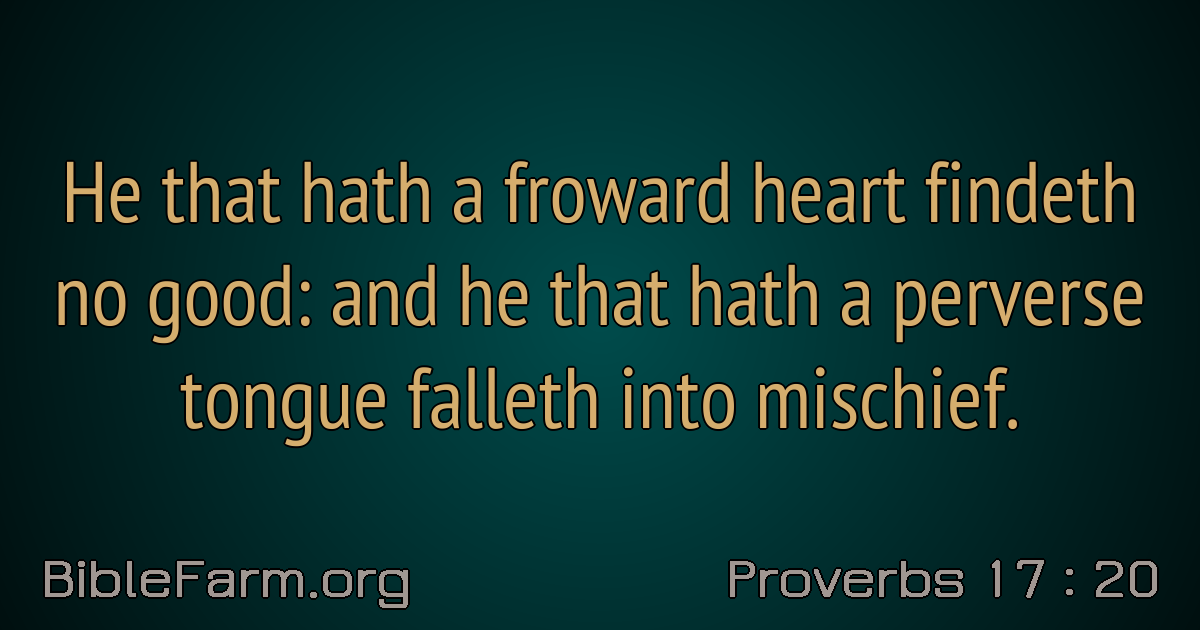 He that hath a froward heart findeth
no good: and he that hath a perverse
tongue falleth into mischief.
BibleFarm.org
Proverbs 17 : 20